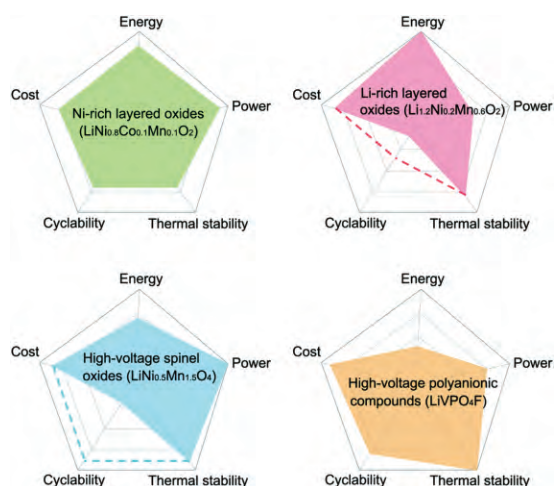 Energy
Cost
Power
Ni-rich layered oxides
(LiNi0.8Co0.1Mn0.1O2)
Cyclability
Thermal stability
Energy
Cost
Power
Li-rich layered
oxides (Li1.2Ni0.2Mn0.6O2)
Cyclability
Thermal stability
Energy
Cost
Power
High-voltage spinel
oxides (LiNi0.5Mn1.5O4)
Cyclability
Thermal stability
Energy
Cost
Power
High-voltage polyanionic
compounds (LiVPO4F)
Cyclability
Thermal stability